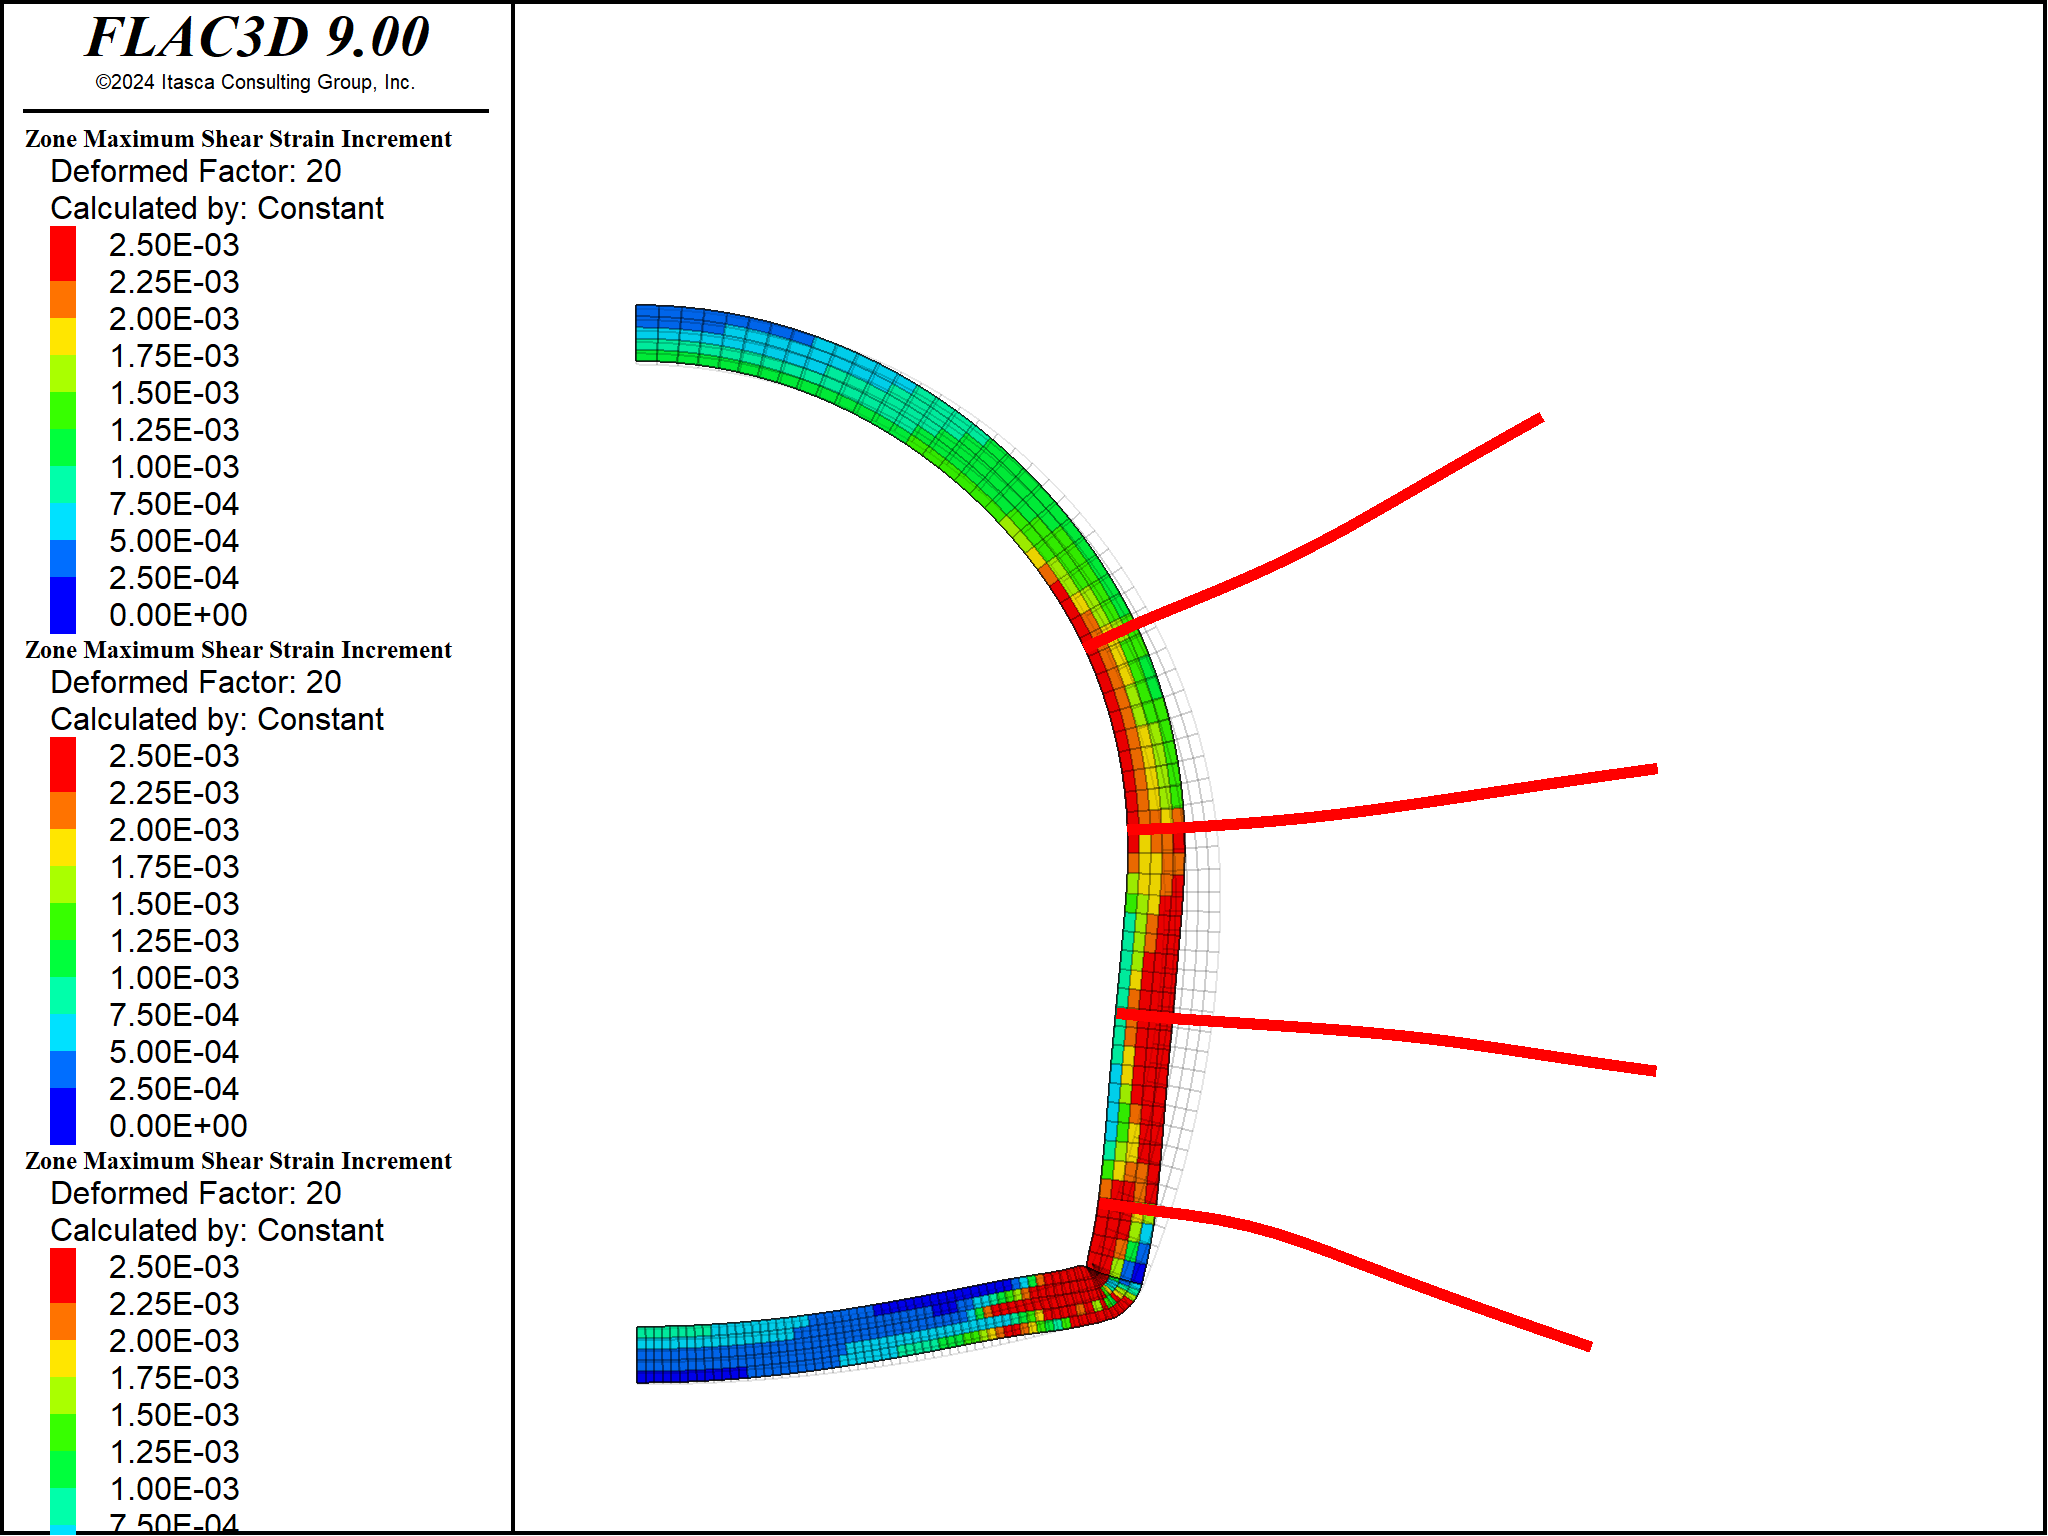 FLAC3D 9.00
©2024 Itasca Consulting Group, Inc.
Zone Maximum Shear Strain Increment
Deformed Factor: 20
Calculated by: Constant
2.50E-03
2.25E-03
2.00E-03
1.75E-03
1.50E-03
1.25E-03
1.00E-03
7.50E-04
5.00E-04
2.50E-04
0.00E+00
Zone Maximum Shear Strain Increment
Deformed Factor: 20
Calculated by: Constant
2.50E-03
2.25E-03
2.00E-03
1.75E-03
1.50E-03
1.25E-03
1.00E-03
7.50E-04
5.00E-04
2.50E-04
0.00E+00
Zone Maximum Shear Strain Increment
Deformed Factor: 20
Calculated by: Constant
2.50E-03
2.25E-03
2.00E-03
1.75E-03
1.50E-03
1.25E-03
1.00E-03
7.50E-04